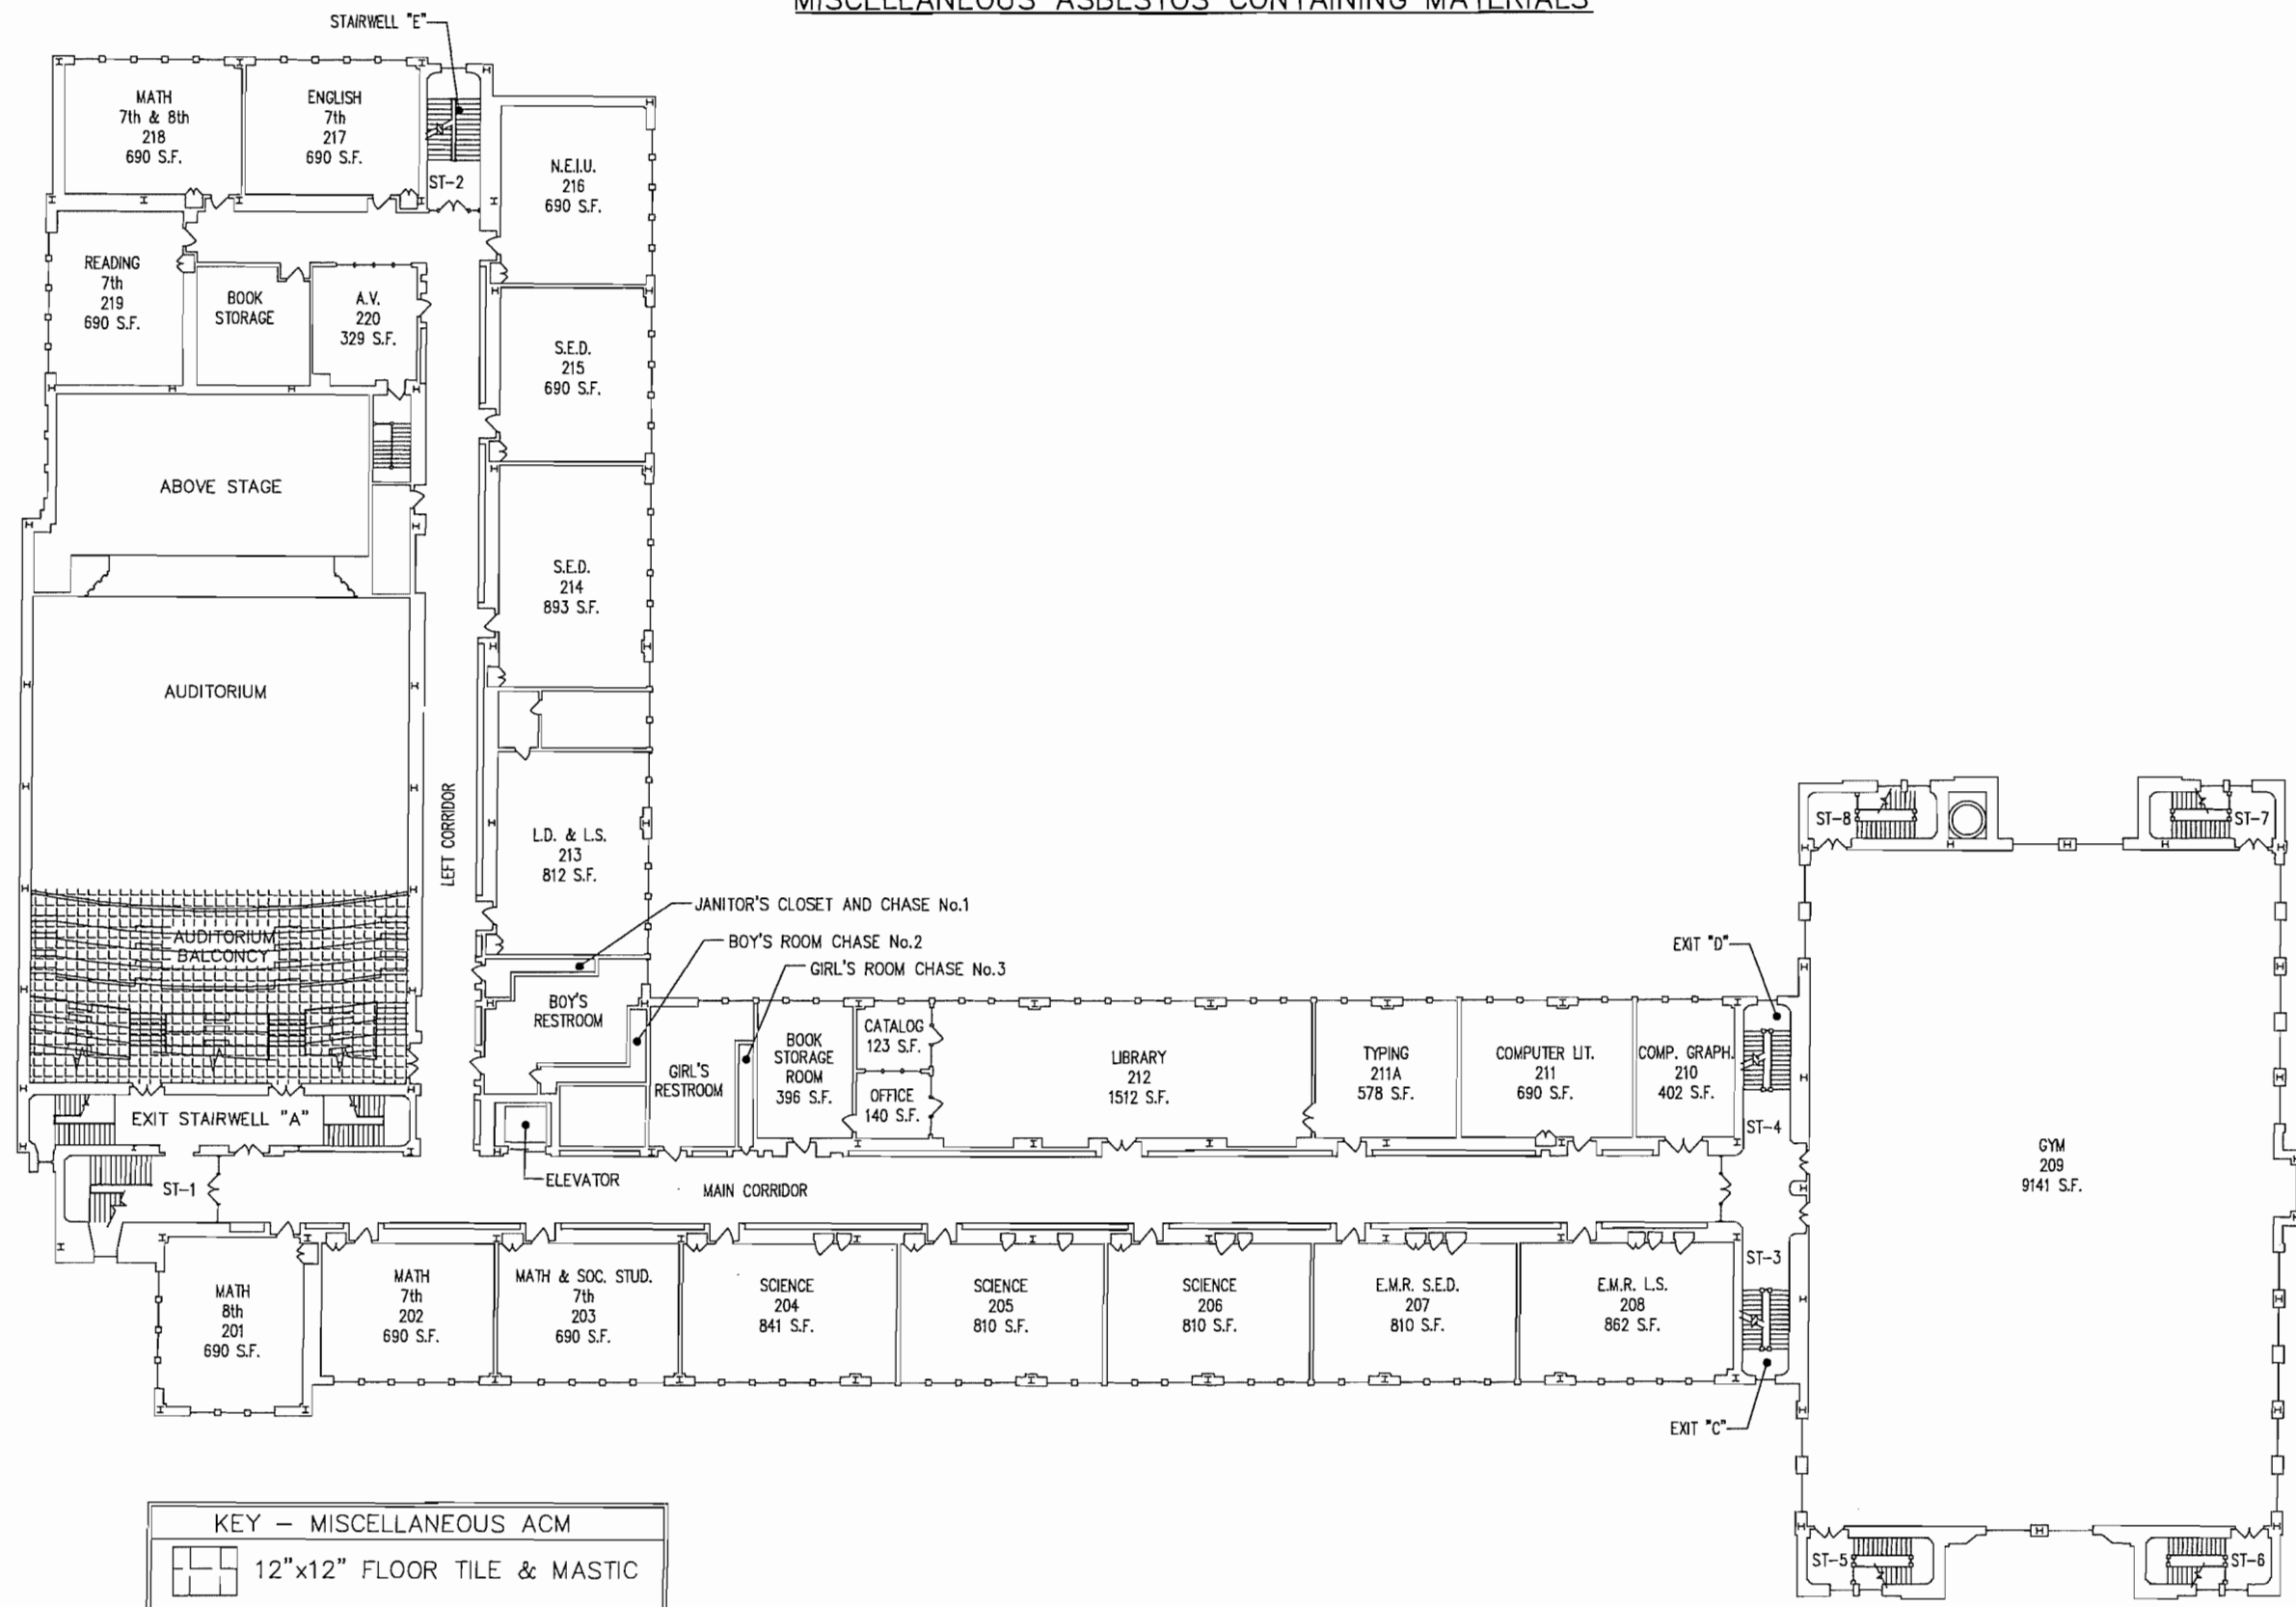 MISCELLANEOUS ASBESTOS CONTAINING MATERIALS
STAIRWELL "E"
MATH
7th & 8th
218
690 S.F.
ENGLISH
7th
217
690 S.F.
ST-2
N.E.I.U.
216
690 S.F.
READING
7th
219
690 S.F.
BOOK
STORAGE
A.V.
220
329 S.F.
S.E.D.
215
690 S.F.
ABOVE STAGE
S.E.D.
214
893 S.F.
AUDITORIUM
LEFT CORRIDOR
L.D. & L.S.
213
812 S.F.
AUDITORIUM
BALCONCY
JANITOR'S CLOSET AND CHASE No.1
BOY'S ROOM CHASE No.2
GIRL'S ROOM CHASE No.3
BOY'S
RESTROOM
GIRL'S
RESTROOM
BOOK
STORAGE
ROOM
396 S.F.
CATALOG
123 S.F.
OFFICE
140 S.F.
LIBRARY
212
1512 S.F.
TYPING
211A
578 S.F.
COMPUTER LIT.
211
690 S.F.
COMP. GRAPH.
210
402 S.F.
EXIT "D"
ST-4
ST-8
ST-7
GYM
209
9141 S.F.
EXIT STAIRWELL "A"
ELEVATOR
ST-1
MAIN CORRIDOR
MATH
8th
201
690 S.F.
MATH
7th
202
690 S.F.
MATH & SOC. STUD.
7th
203
690 S.F.
SCIENCE
204
841 S.F.
SCIENCE
205
810 S.F.
SCIENCE
206
810 S.F.
E.M.R. S.E.D.
207
810 S.F.
E.M.R. L.S.
208
862 S.F.
ST-3
EXIT "C"
ST-5
ST-6
KEY - MISCELLANEOUS ACM
12"x12" FLOOR TILE & MASTIC